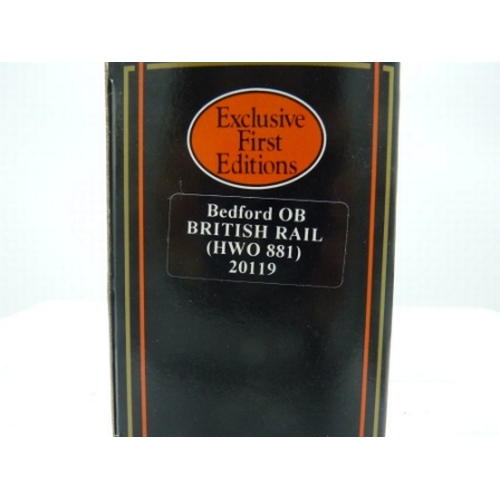 Exclusive
First
Editions
Bedford OB
BRITISH RAIL
(HWO 881)
20119